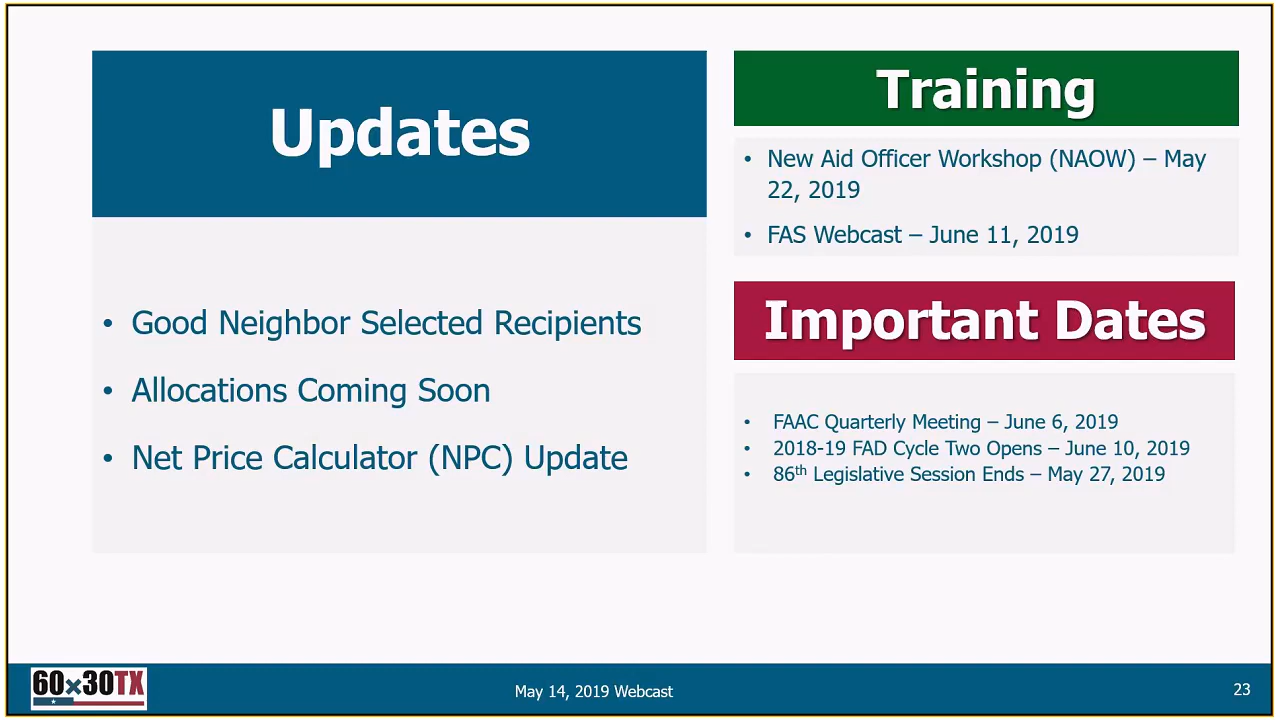 Updates
• Good Neighbor Selected Recipients
• Allocations Coming Soon
• Net Price Calculator (NPC) Update
Training
• New Aid Officer Workshop (NAOW) – May
22, 2019
• FAS Webcast – June 11, 2019
Important Dates
• FAAC Quarterly Meeting – June 6, 2019
• 2018-19 FAD Cycle Two Opens – June 10, 2019
• 86th Legislative Session Ends – May 27, 2019
60x30TX
May 14, 2019 Webcast
23